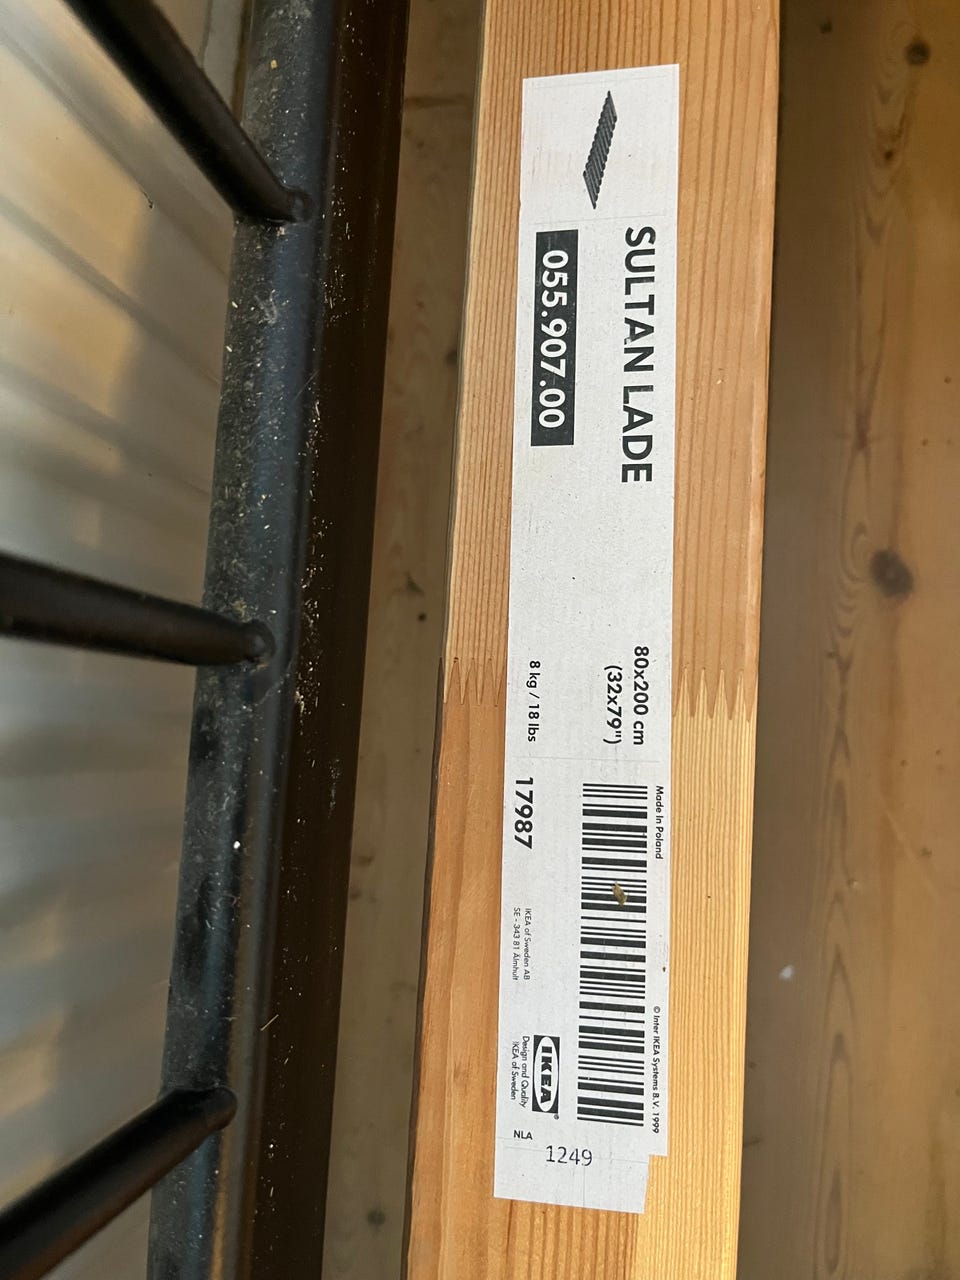 SULTAN LADE
055.907.00
80x200 cm
(32x79")
8 kg / 18 lbs
Made in Poland
17987
IKEA of Sweden AB
SE - 343 81 Älmhult
© Inter IKEA Systems B.V. 1999
IKEA®
Design and Quality
IKEA of Sweden
NLA
1249